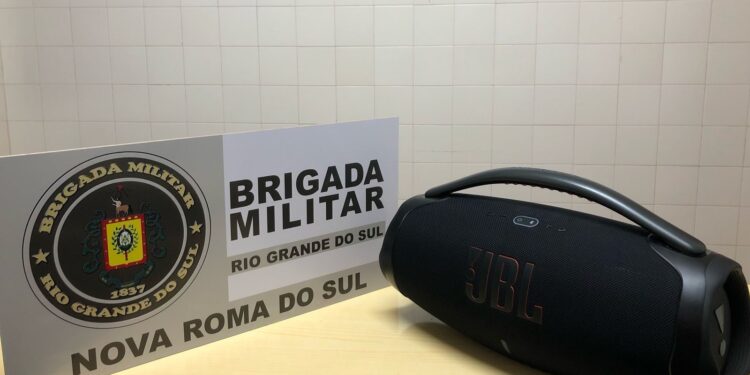 BRIGADA MILITAR
1837
RIO GRANDE DO SUL
BRIGADA
MILITAR
RIO GRANDE DO SUL
NOVA ROMA DO SUL
JBL